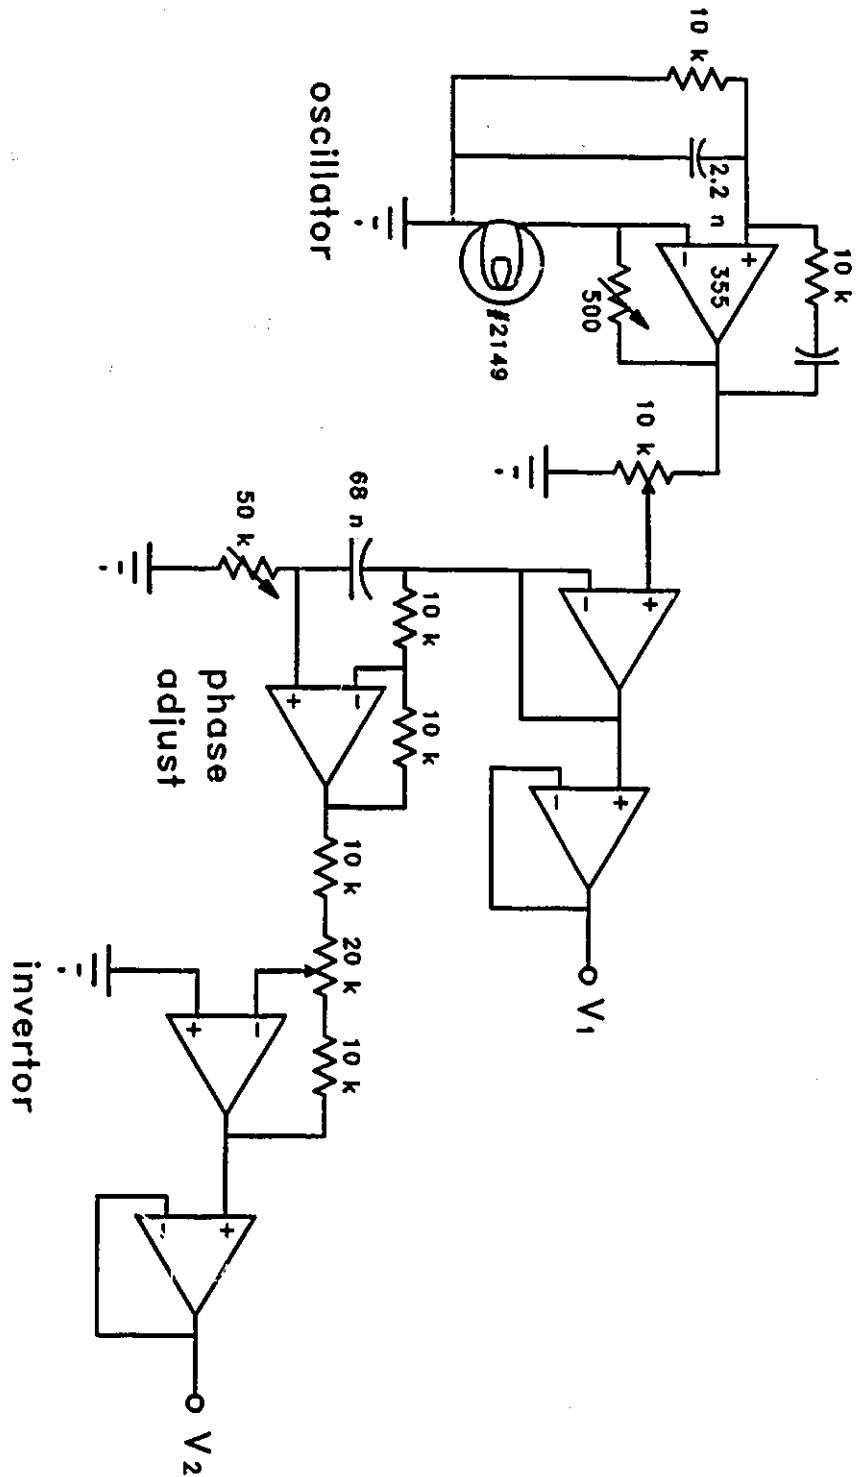 10 k
10 k
2.2 n
+
-
355
500
#2149
oscillator
10 k
+
-
+
-
V1
68 n
50 k
10 k
10 k
-
+
phase
adjust
10 k
20 k
10 k
-
+
invertor
+
-
V2